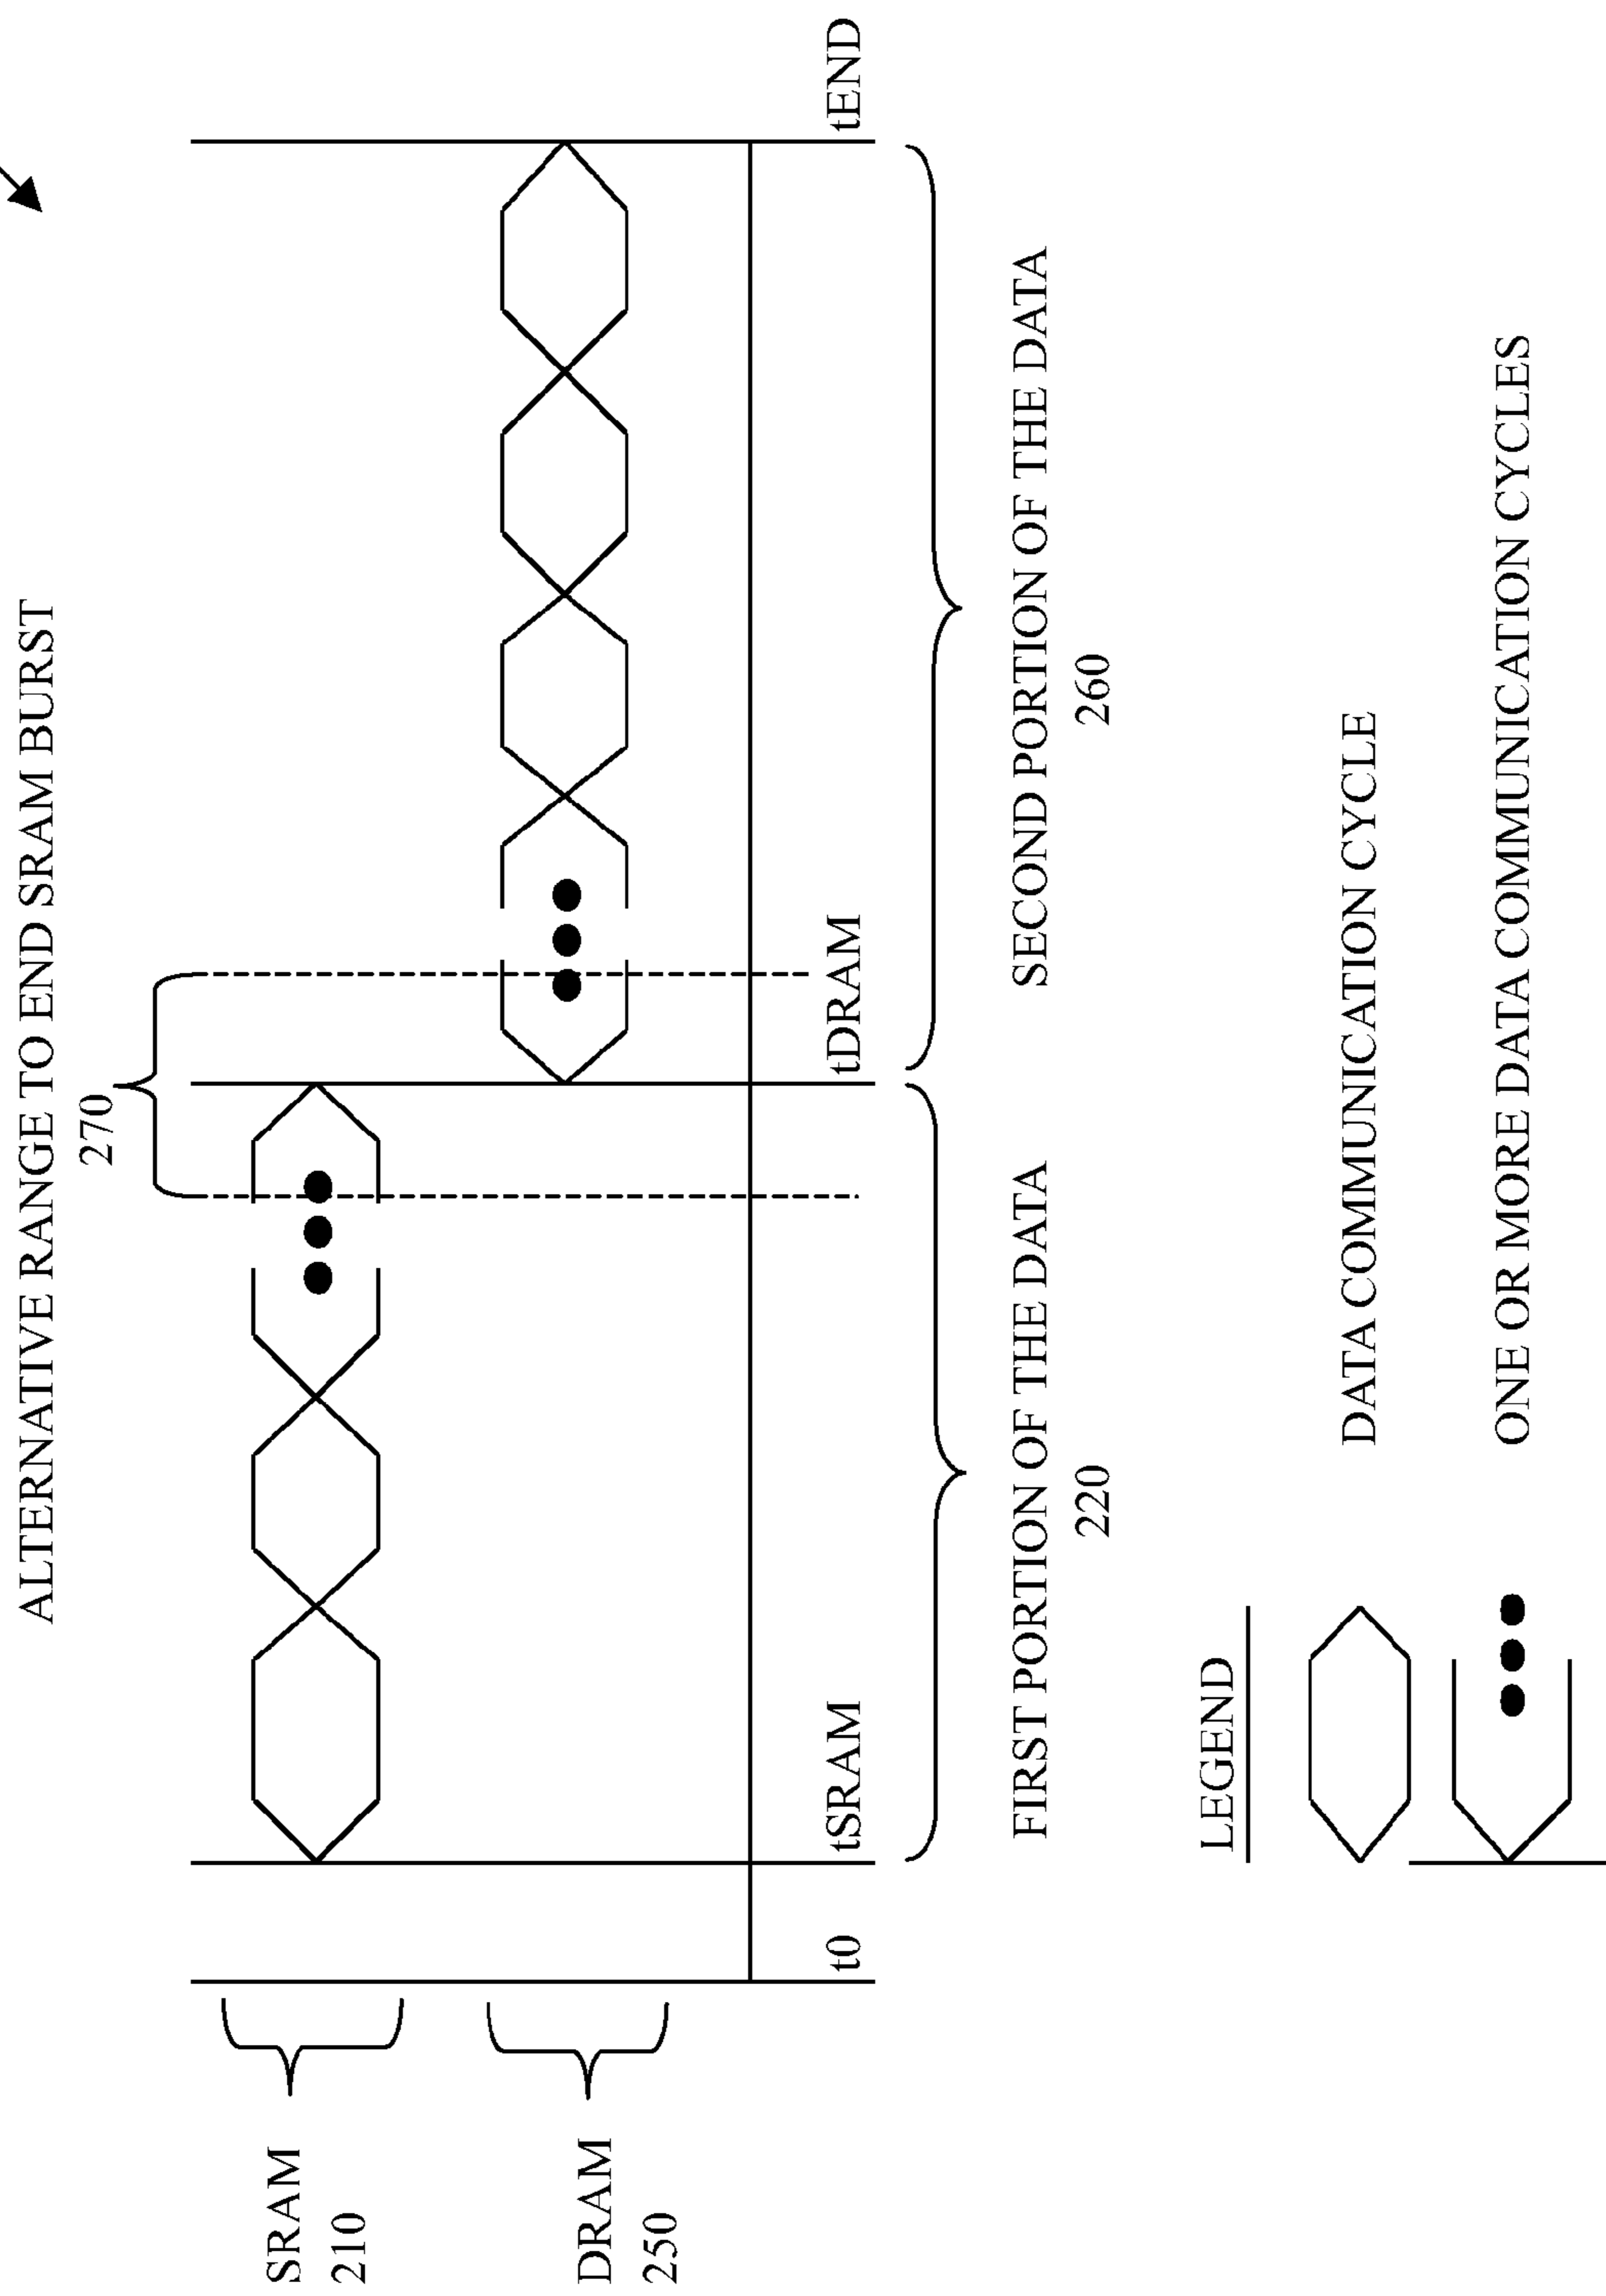 ALTERNATIVE RANGE TO END SRAM BURST
270
SRAM
210
DRAM
250
t0
tSRAM
tDRAM
tEND
FIRST PORTION OF THE DATA
220
SECOND PORTION OF THE DATA
260
LEGEND
DATA COMMUNICATION CYCLE
ONE OR MORE DATA COMMUNICATION CYCLES